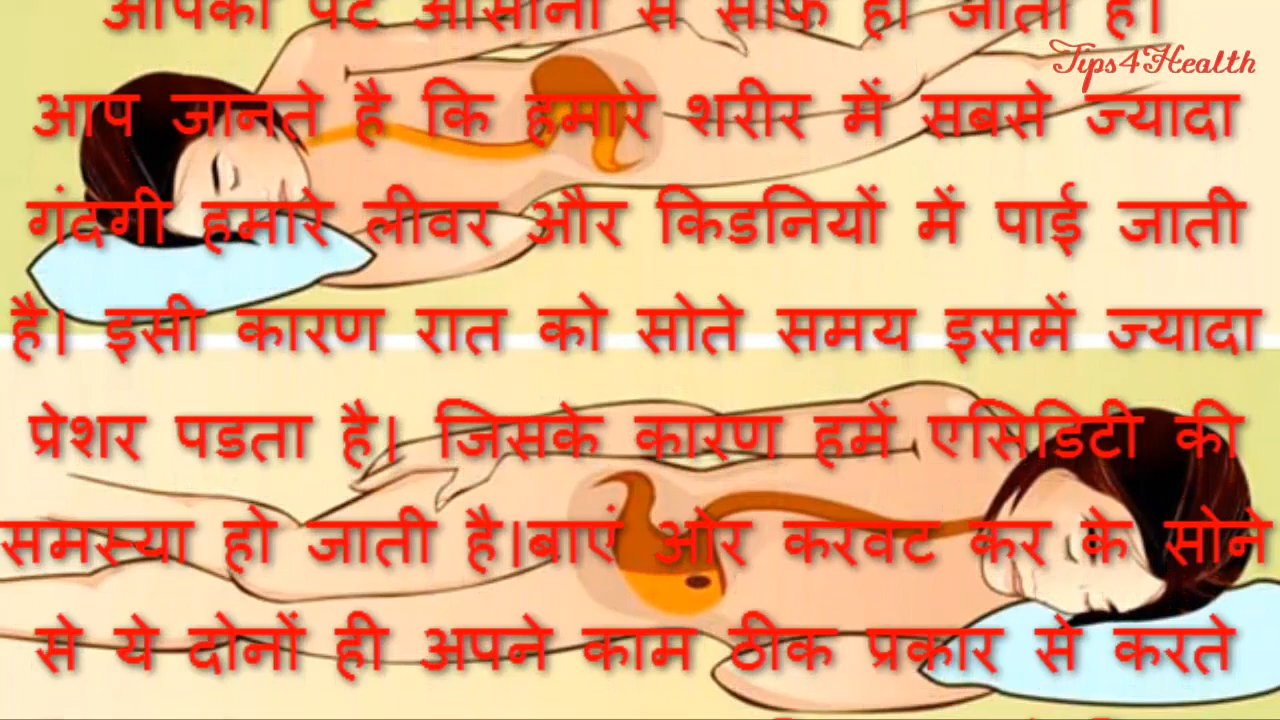 आपका पेट आसानी से साफ हो जाता है।
Tips4Health
आप जानते है कि हमारे शरीर में सबसे ज्यादा
गंदगी हमारे लीवर और किडनियों में पाई जाती
है। इसी कारण रात को सोते समय इसमें ज्यादा
प्रेशर पडता है। जिसके कारण हमें एसिडिटी की
समस्या हो जाती है।बाएं ओर करवट कर के सोने
से ये दोनों ही अपने काम ठीक प्रकार से करते